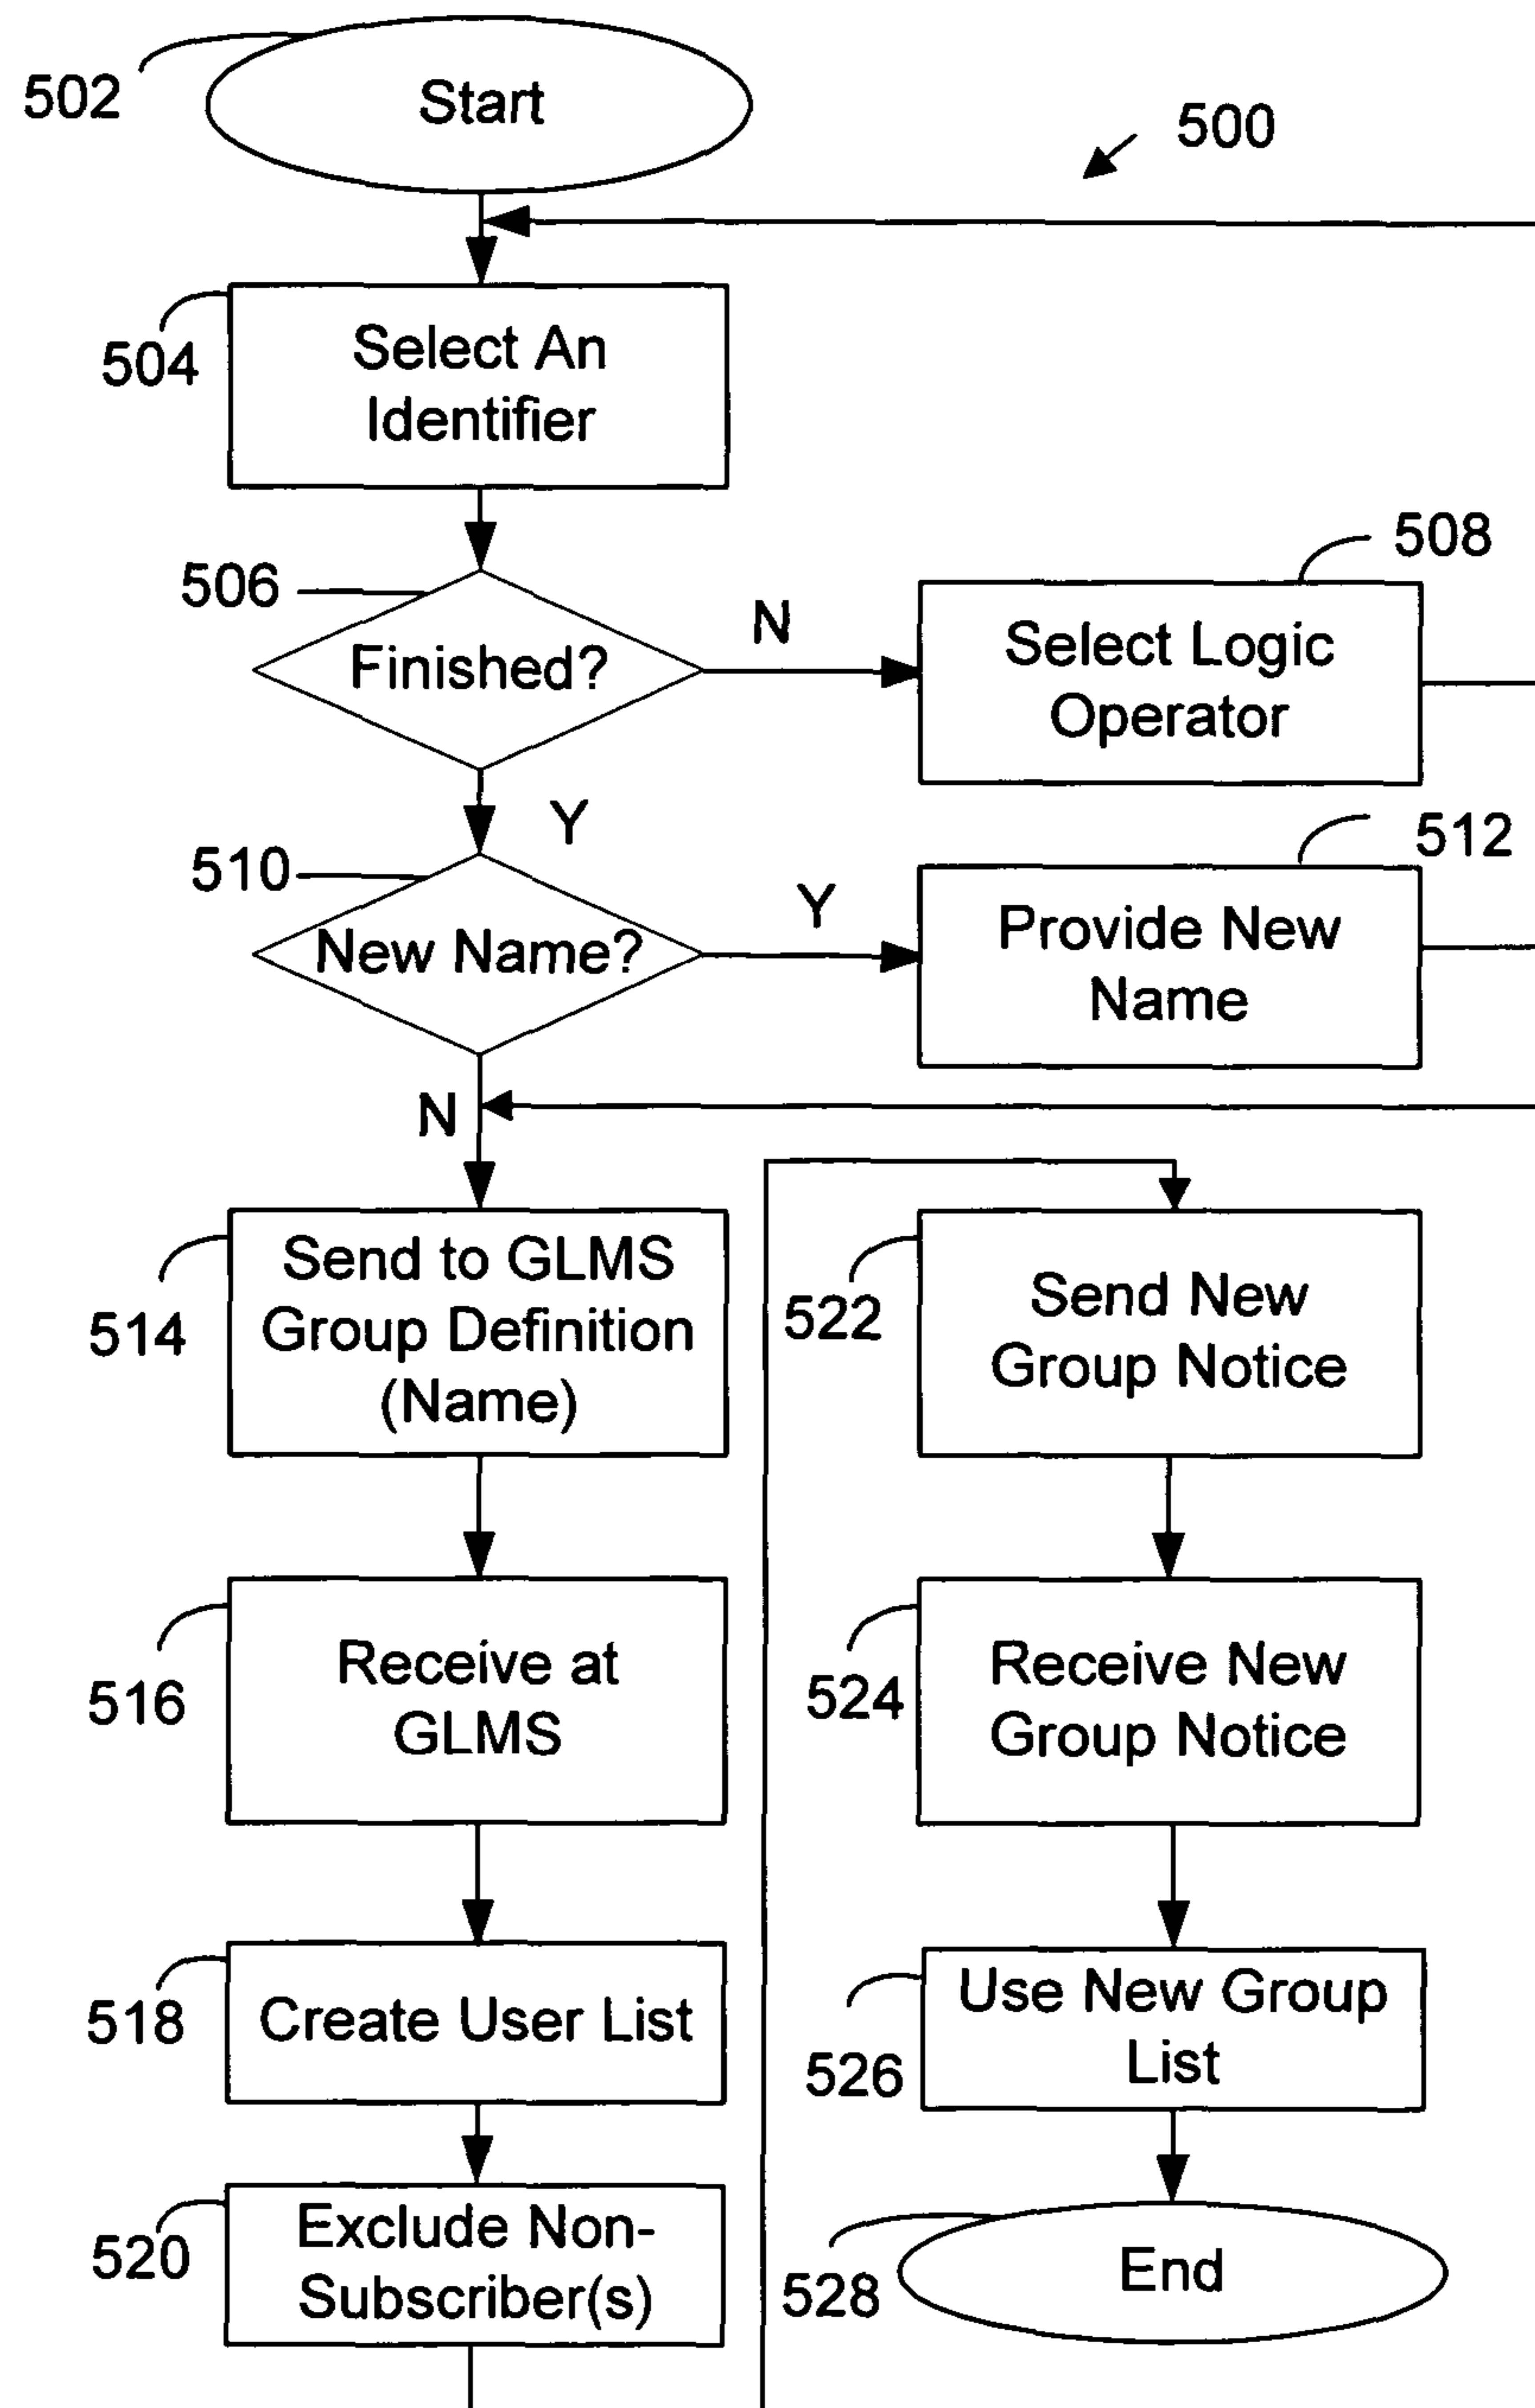 502
Start
500
504
Select An
Identifier
506
Finished?
N
508
Select Logic
Operator
Y
510
New Name?
Y
512
Provide New
Name
N
514
Send to GLMS
Group Definition
(Name)
516
Receive at
GLMS
518
Create User List
520
Exclude Non-
Subscriber(s)
522
Send New
Group Notice
524
Receive New
Group Notice
526
Use New Group
List
528
End